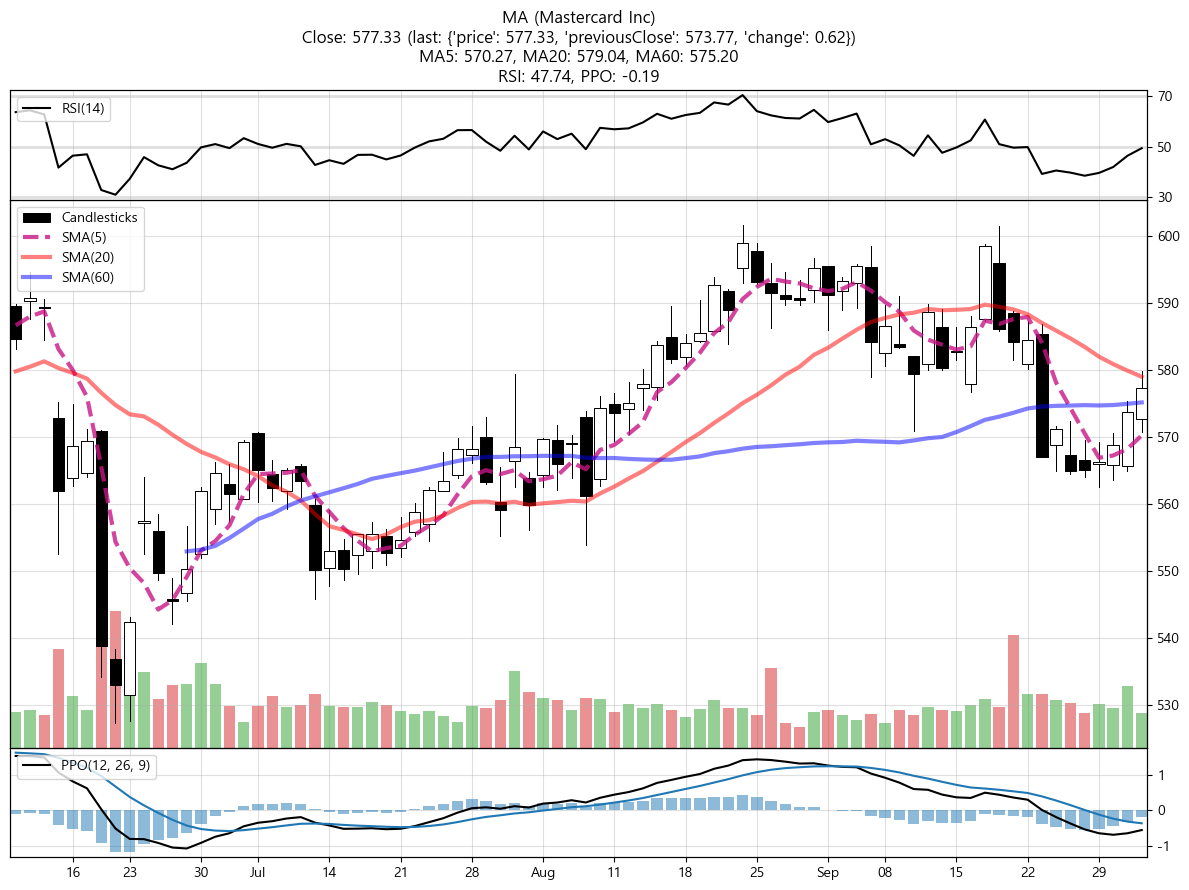 MA (Mastercard Inc)
Close: 577.33 (last: {'price': 577.33, 'previousClose': 573.77, 'change': 0.62})
MA5: 570.27, MA20: 579.04, MA60: 575.20
RSI: 47.74, PPO: -0.19
RSI(14)
70
50
30
Candlesticks
SMA(5)
SMA(20)
SMA(60)
600
590
580
570
560
550
540
530
PPO(12, 26, 9)
1
0
-1
16 23 30 Jul 14 21 28 Aug 11 18 25 Sep 08 15 22 29